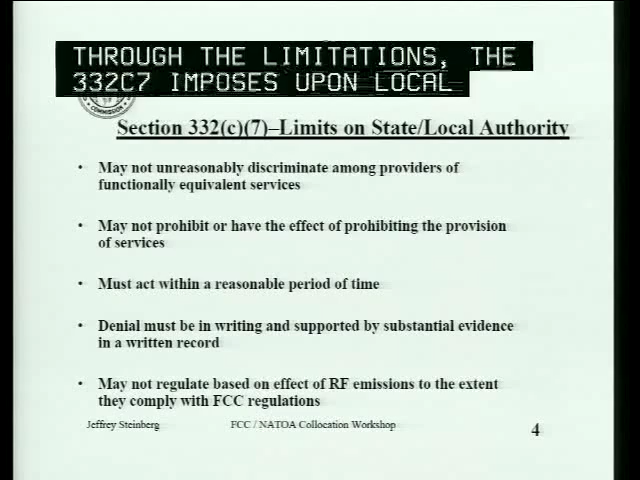 THROUGH THE LIMITATIONS, THE
332C7 IMPOSES UPON LOCAL
COMMISSION
Section 332(c)(7)–Limits on State/Local Authority
• May not unreasonably discriminate among providers of
functionally equivalent services
• May not prohibit or have the effect of prohibiting the provision
of services
• Must act within a reasonable period of time
• Denial must be in writing and supported by substantial evidence
in a written record
• May not regulate based on effect of RF emissions to the extent
they comply with FCC regulations
Jeffrey Steinberg FCC / NATOA Collocation Workshop 4